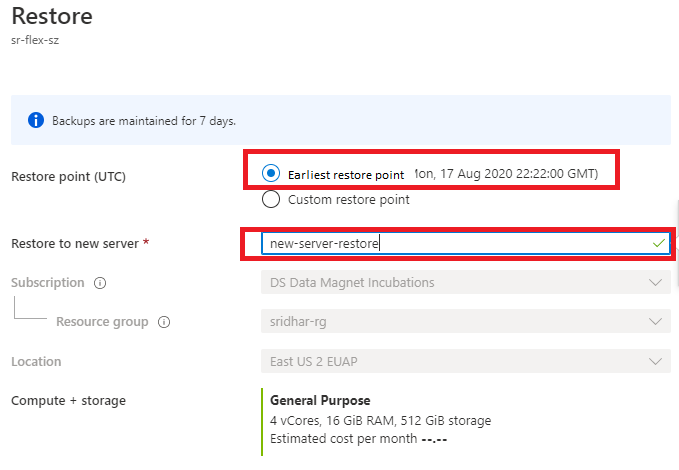 Restore
sr-flex-sz
Backups are maintained for 7 days.
Restore point (UTC)
Earliest restore point Mon, 17 Aug 2020 22:22:00 GMT)
Custom restore point
Restore to new server *
new-server-restore
Subscription
DS Data Magnet Incubations
Resource group
sridhar-rg
Location
East US 2 EUAP
Compute + storage
General Purpose
4 vCores, 16 GiB RAM, 512 GiB storage
Estimated cost per month --.--